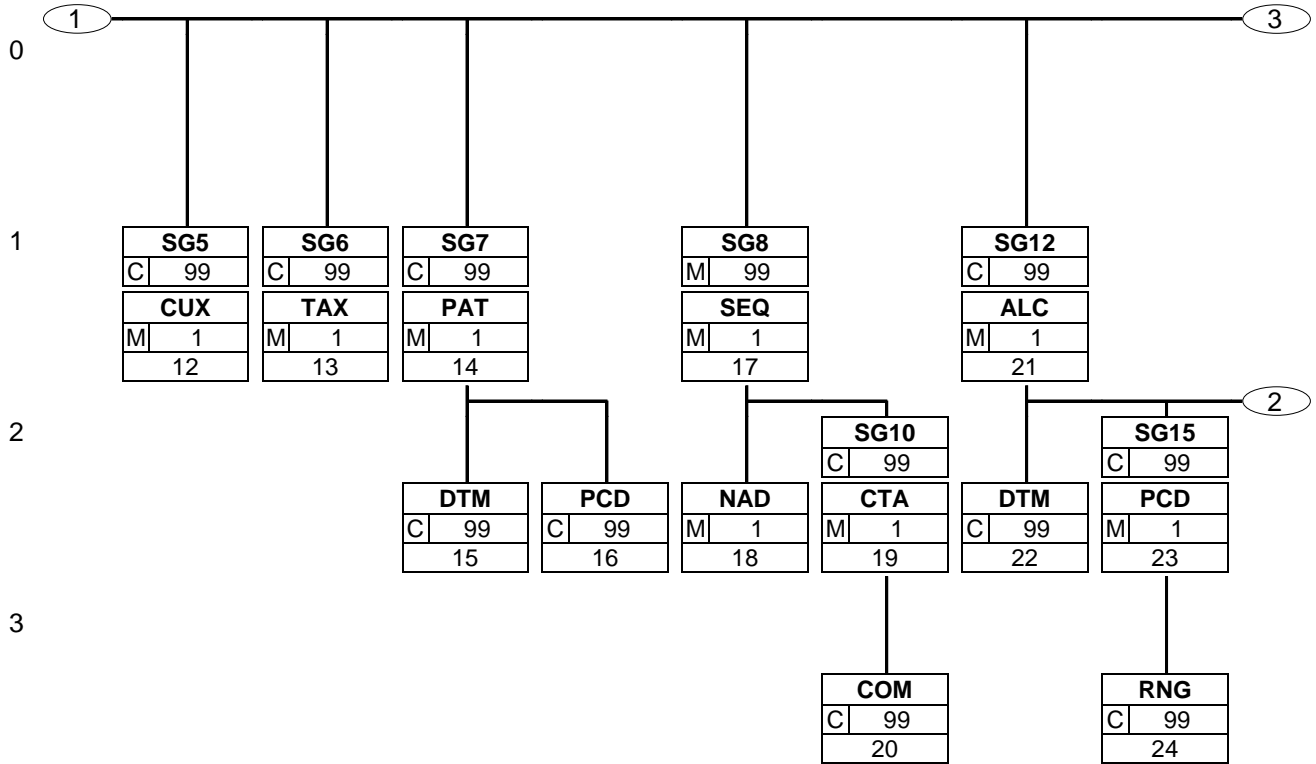 1 3
0
1 SG5 SG6 SG7 SG8 SG12
C 99 C 99 C 99 M 99 C 99
CUX TAX PAT SEQ ALC
M 1 M 1 M 1 M 1 M 1
12 13 14 17 21
2
2 SG10 SG15
C 99 C 99
DTM PCD NAD CTA DTM PCD
C 99 C 99 M 1 M 1 C 99 M 1
15 16 18 19 22 23
3
COM RNG
C 99 C 99
20 24